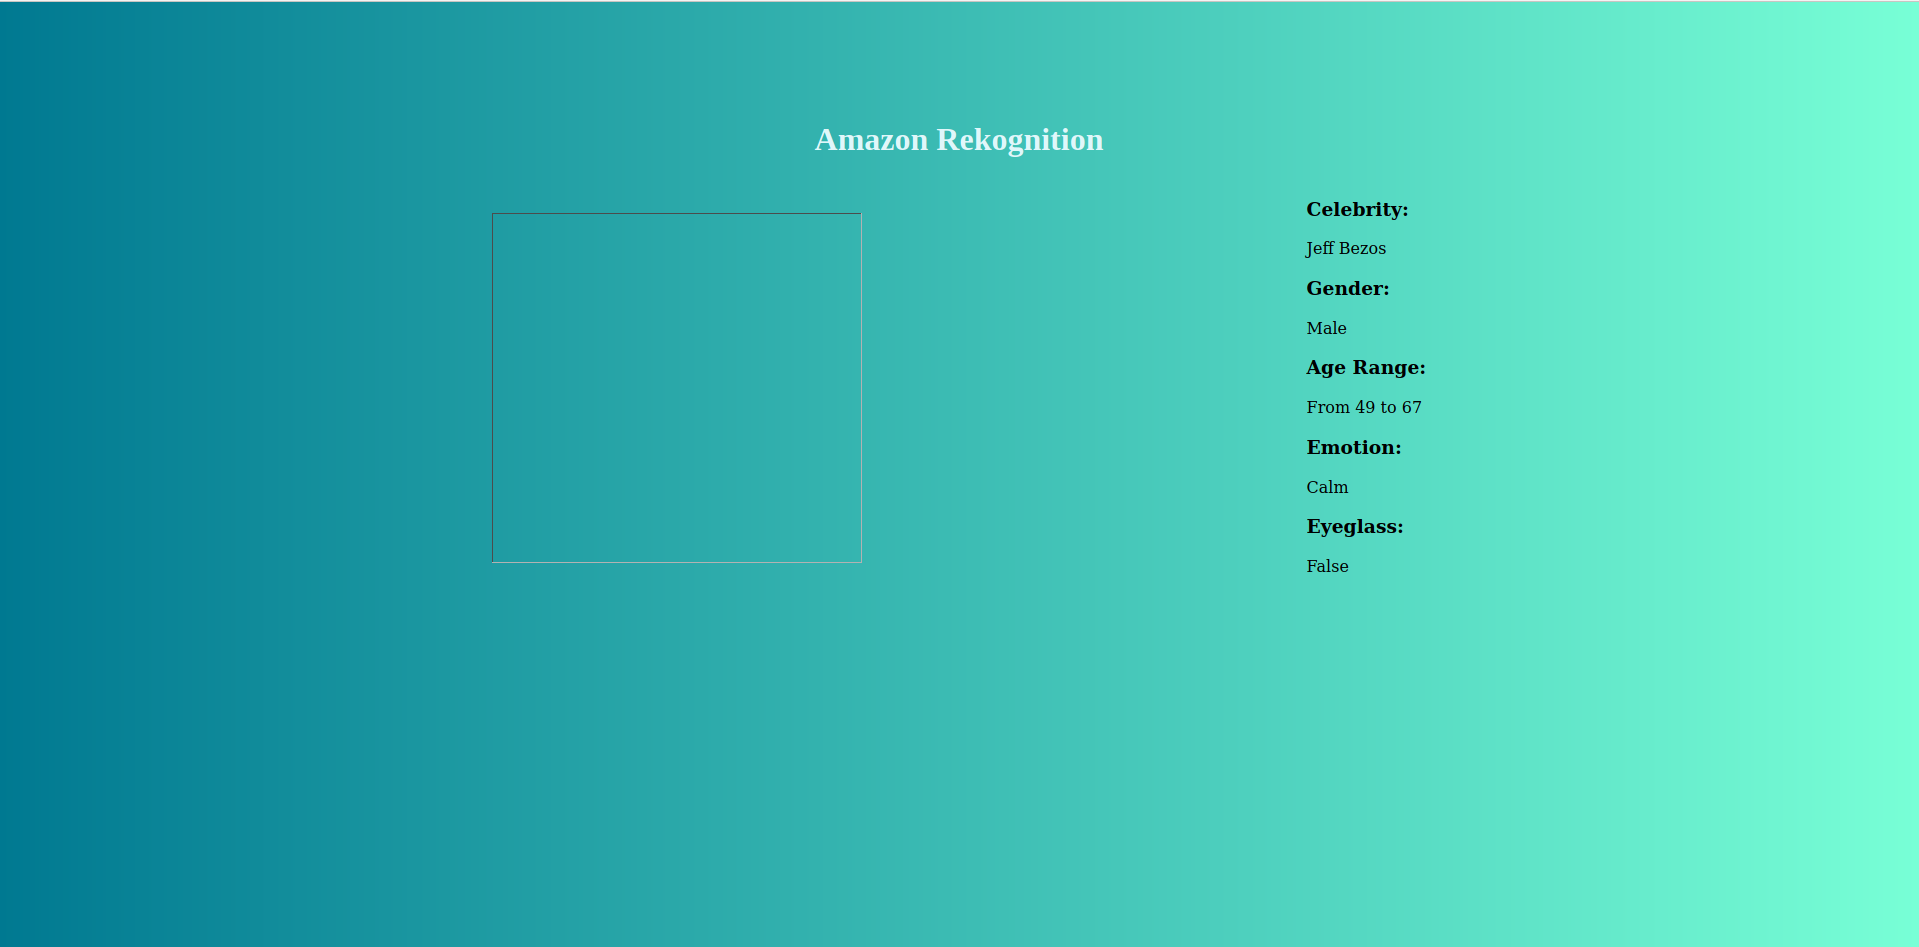 Amazon Rekognition
Celebrity:
Jeff Bezos
Gender:
Male
Age Range:
From 49 to 67
Emotion:
Calm
Eyeglass:
False